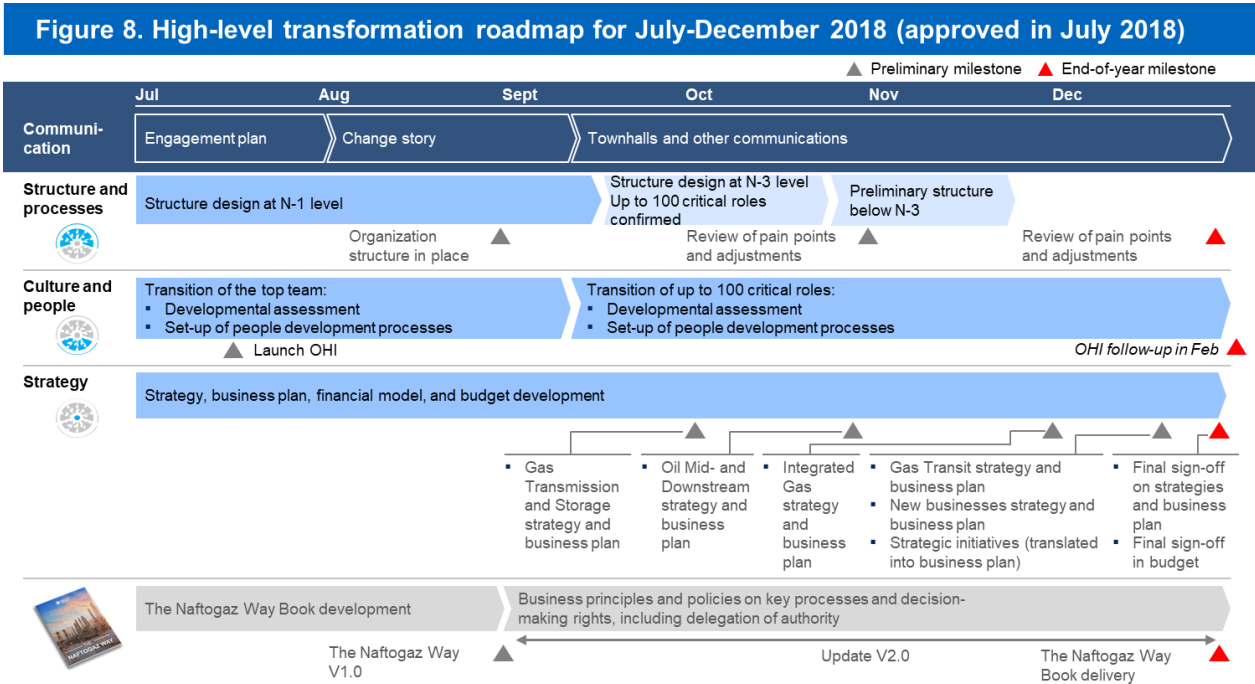 Figure 8. High-level transformation roadmap for July-December 2018 (approved in July 2018)
Preliminary milestone
End-of-year milestone
Jul
Aug
Sept
Oct
Nov
Dec
Communi-
cation
Engagement plan
Change story
Townhalls and other communications
Structure and
processes
Structure design at N-1 level
Structure design at N-3 level
Up to 100 critical roles
confirmed
Preliminary structure
below N-3
Organization
structure in place
Review of pain points
and adjustments
Review of pain points
and adjustments
Culture and
people
Transition of the top team:
▪ Developmental assessment
▪ Set-up of people development processes
Transition of up to 100 critical roles:
▪ Developmental assessment
▪ Set-up of people development processes
Launch OHI
OHI follow-up in Feb
Strategy
Strategy, business plan, financial model, and budget development
▪ Gas
Transmission
and Storage
strategy and
business plan
▪ Oil Mid- and
Downstream
strategy and
business
plan
▪ Integrated
Gas
strategy
and
business
plan
▪ Gas Transit strategy and
business plan
▪ New businesses strategy and
business plan
▪ Strategic initiatives (translated
into business plan)
▪ Final sign-off
on strategies
and business
plan
▪ Final sign-off
in budget
NAFTOGAZ WAY
The Naftogaz Way Book development
Business principles and policies on key processes and decision-
making rights, including delegation of authority
The Naftogaz Way
V1.0
Update V2.0
The Naftogaz Way
Book delivery